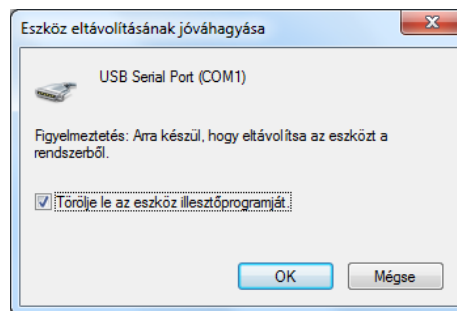 Eszköz eltávolításának jóváhagyása
USB Serial Port (COM1)
Figyelmeztetés: Arra készül, hogy eltávolítsa az eszközt a
rendszerből.
Törölje le az eszköz illesztőprogramját.
OK Mégse